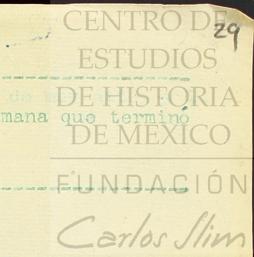 CENTRO DE
29
ESTUDIOS
DE HISTORIA
mana que terminó
DE MEXICO
FUNDACIÓN
Carlos Slim